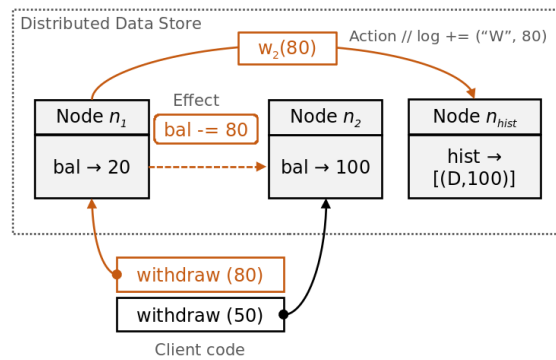 Distributed Data Store
w2(80)
Action // log += (“W”, 80)
Node n1
Effect
bal -= 80
Node n2
Node nhist
bal → 20
bal → 100
hist →
[(D,100)]
withdraw (80)
withdraw (50)
Client code